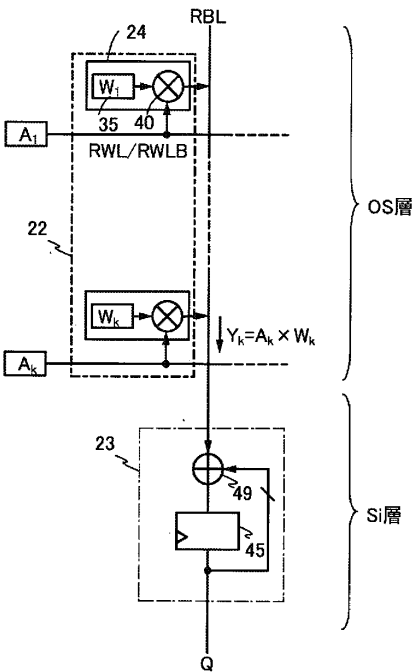 RBL
24
W1
35
40
A1
RWL/RWLB
22
OS層
Wk
Yk=Ak×Wk
Ak
23
49
45
Si層
Q